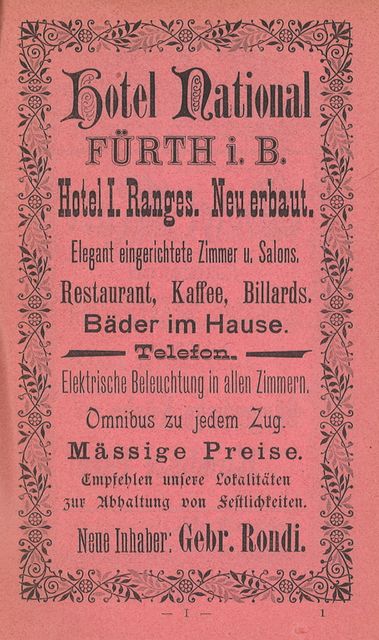 Hotel National
FÜRTH i. B.
Hotel I. Ranges. Neu erbaut.
Elegant eingerichtete Zimmer u. Salons.
Restaurant, Kaffee, Billards.
Bäder im Hause.
Telefon.
Elektrische Beleuchtung in allen Zimmern.
Omnibus zu jedem Zug.
Mässige Preise.
Empfehlen unsere Lokalitäten
zur Abhaltung von Festlichkeiten.
Neue Inhaber: Gebr. Rondi.
— I — 1